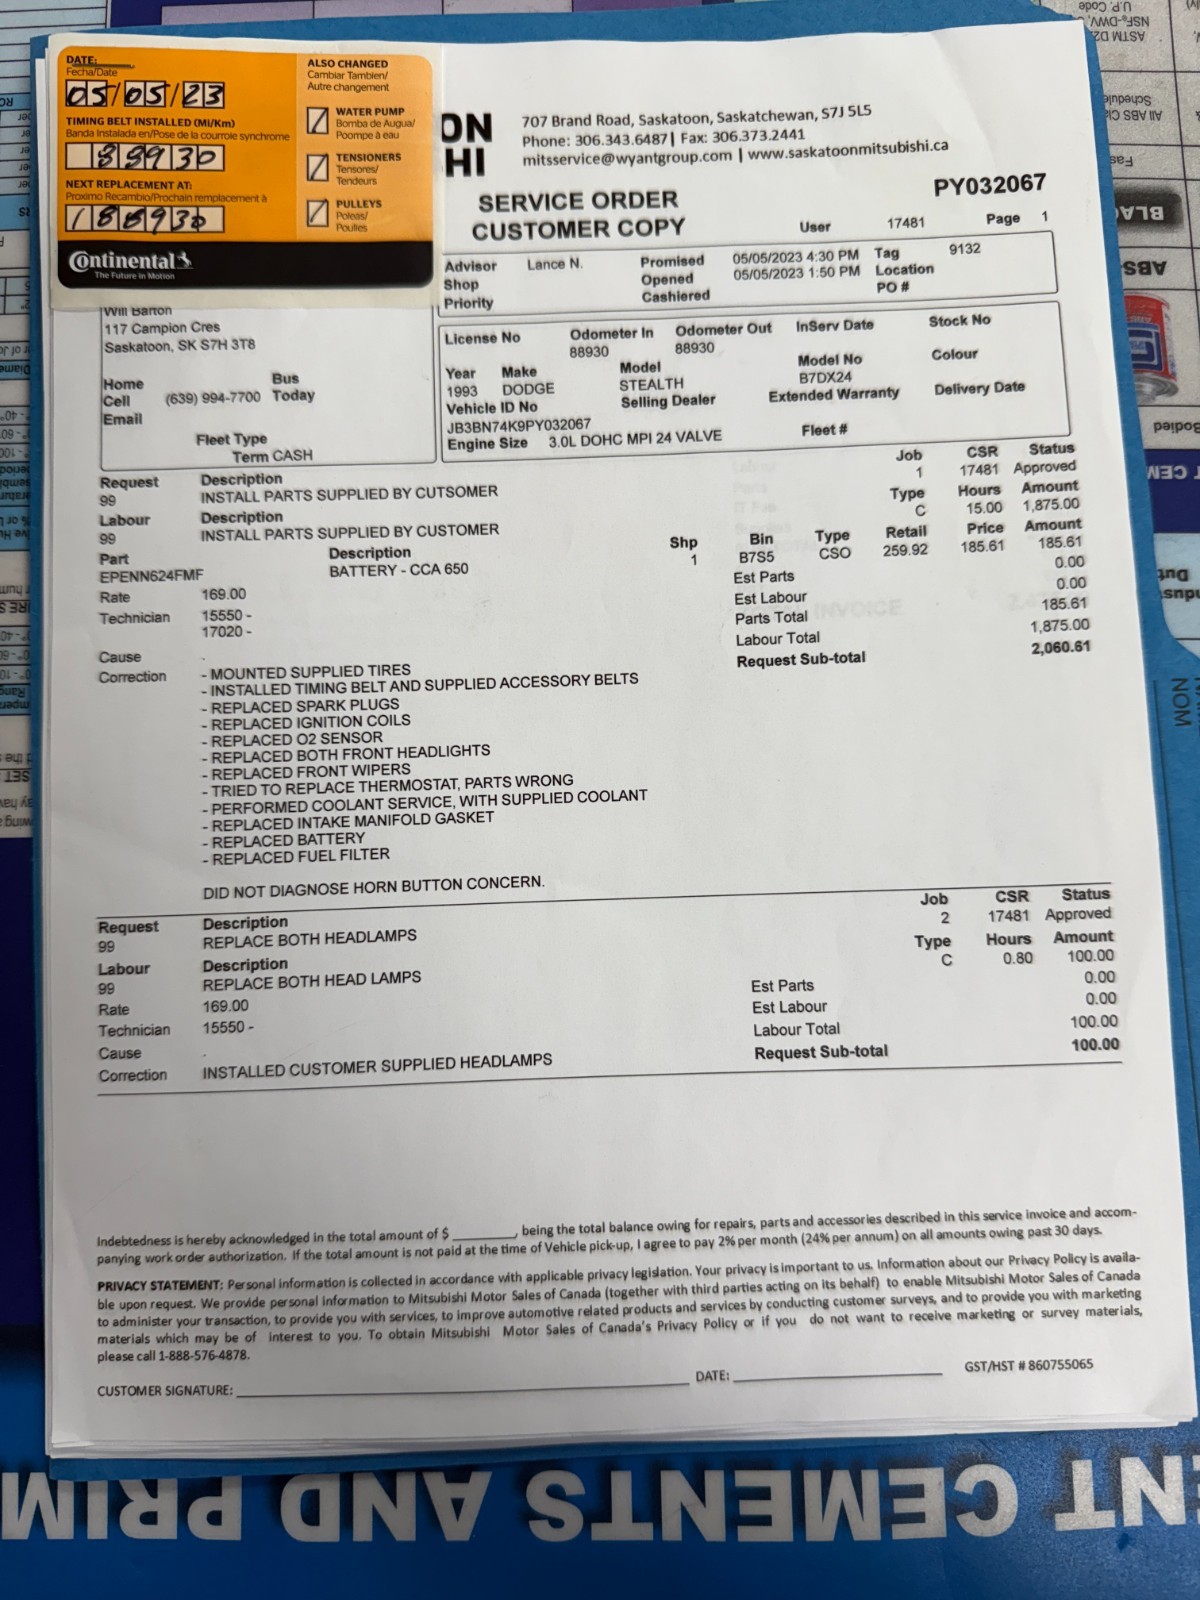 DATE:
Fecha/Date
05/05/23
TIMING BELT INSTALLED (Mi/Km)
Banda Instalada en/Pose de la courroie synchrome
88930
NEXT REPLACEMENT AT:
Proximo Recambio/Prochain remplacement à
188930
ALSO CHANGED
Cambiar Tambien/
Autre changement
WATER PUMP
Bomba de Augua/
Poompe à eau
TENSIONERS
Tensores/
Tendeurs
PULLEYS
Poleas/
Poulies
Continental
The Future in Motion
ON
HI
707 Brand Road, Saskatoon, Saskatchewan, S7J 5L5
Phone: 306.343.6487| Fax: 306.373.2441
mitsservice@wyantgroup.com | www.saskatoonmitsubishi.ca
SERVICE ORDER
CUSTOMER COPY
PY032067
User 17481 Page 1
Advisor Lance N. Promised 05/05/2023 4:30 PM Tag 9132
Shop Opened 05/05/2023 1:50 PM Location
Priority Cashiered PO #
Will Barton
117 Campion Cres
Saskatoon, SK S7H 3T8
Home Bus
Cell (639) 994-7700 Today
Email
Fleet Type
Term CASH
License No Odometer In Odometer Out InServ Date Stock No
88930 88930
Year Make Model Model No Colour
1993 DODGE STEALTH B7DX24
Vehicle ID No Selling Dealer Extended Warranty Delivery Date
JB3BN74K9PY032067
Engine Size 3.0L DOHC MPI 24 VALVE Fleet #
Request Description Job CSR Status
99 INSTALL PARTS SUPPLIED BY CUTSOMER 1 17481 Approved
Labour Description Type Hours Amount
99 INSTALL PARTS SUPPLIED BY CUSTOMER C 15.00 1,875.00
Part Description Shp Bin Type Retail Price Amount
EPENN624FMF BATTERY - CCA 650 1 B7S5 CSO 259.92 185.61 185.61
Rate 169.00 Est Parts 0.00
Technician 15550 - Est Labour 0.00
17020 - Parts Total 185.61
Labour Total 1,875.00
Cause . Request Sub-total 2,060.61
Correction - MOUNTED SUPPLIED TIRES
- INSTALLED TIMING BELT AND SUPPLIED ACCESSORY BELTS
- REPLACED SPARK PLUGS
- REPLACED IGNITION COILS
- REPLACED O2 SENSOR
- REPLACED BOTH FRONT HEADLIGHTS
- REPLACED FRONT WIPERS
- TRIED TO REPLACE THERMOSTAT, PARTS WRONG
- PERFORMED COOLANT SERVICE, WITH SUPPLIED COOLANT
- REPLACED INTAKE MANIFOLD GASKET
- REPLACED BATTERY
- REPLACED FUEL FILTER
DID NOT DIAGNOSE HORN BUTTON CONCERN.
Request Description Job CSR Status
99 REPLACE BOTH HEADLAMPS 2 17481 Approved
Labour Description Type Hours Amount
99 REPLACE BOTH HEAD LAMPS C 0.80 100.00
Rate 169.00 Est Parts 0.00
Technician 15550 - Est Labour 0.00
Cause . Labour Total 100.00
Correction INSTALLED CUSTOMER SUPPLIED HEADLAMPS Request Sub-total 100.00
Indebtedness is hereby acknowledged in the total amount of $ ________, being the total balance owing for repairs, parts and accessories described in this service invoice and accom-
panying work order authorization. If the total amount is not paid at the time of Vehicle pick-up, I agree to pay 2% per month (24% per annum) on all amounts owing past 30 days.
PRIVACY STATEMENT: Personal information is collected in accordance with applicable privacy legislation. Your privacy is important to us. Information about our Privacy Policy is availa-
ble upon request. We provide personal information to Mitsubishi Motor Sales of Canada (together with third parties acting on its behalf) to enable Mitsubishi Motor Sales of Canada
to administer your transaction, to provide you with services, to improve automotive related products and services by conducting customer surveys, and to provide you with marketing
materials which may be of interest to you. To obtain Mitsubishi Motor Sales of Canada's Privacy Policy or if you do not want to receive marketing or survey materials,
please call 1-888-576-4878.
GST/HST # 860755065
CUSTOMER SIGNATURE: DATE:
NOM
NT CEMENTS AND PRIM